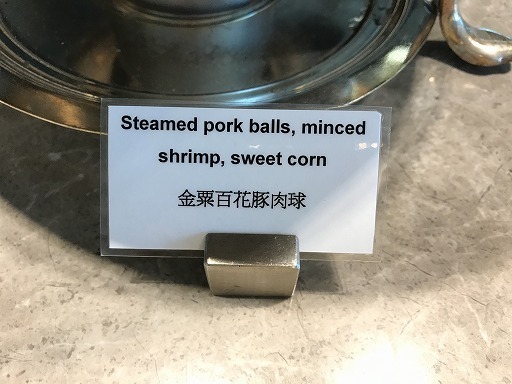 Steamed pork balls, minced
shrimp, sweet corn
金粟百花豚肉球